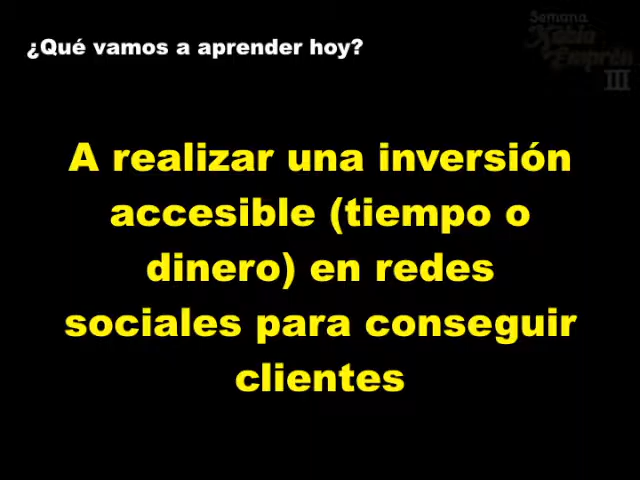 ¿Qué vamos a aprender hoy?
Semana
III
A realizar una inversión
accesible (tiempo o
dinero) en redes
sociales para conseguir
clientes